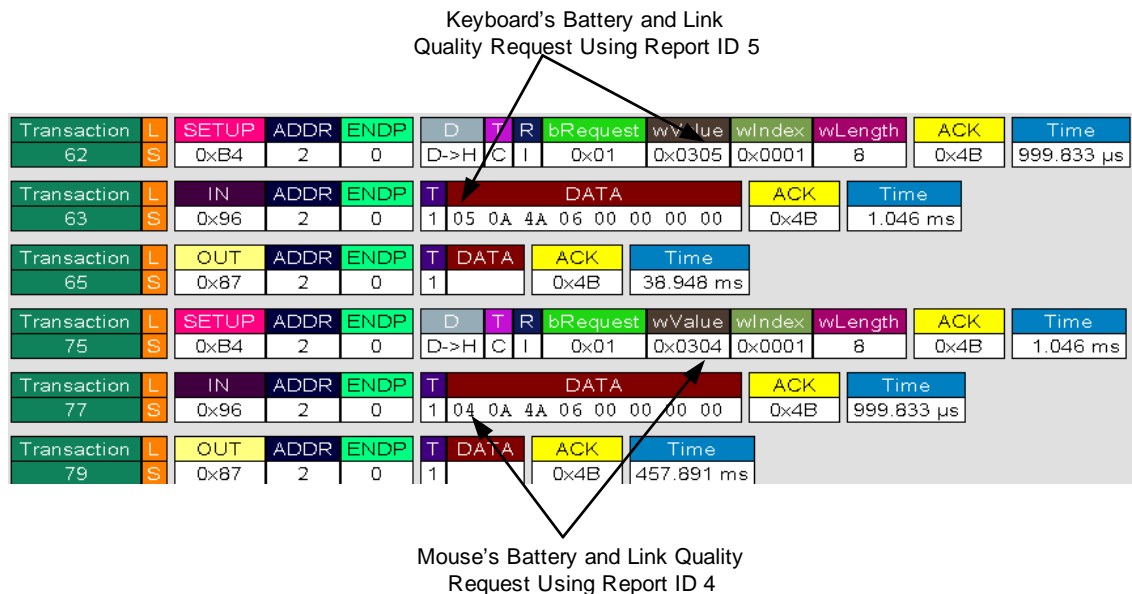 Keyboard's Battery and Link
Quality Request Using Report ID 5
Transaction L SETUP ADDR ENDP D T R bRequest wValue wIndex wLength ACK Time
62 S 0xB4 2 0 D->H C I 0x01 0x0305 0x0001 8 0x4B 999.833 µs
Transaction L IN ADDR ENDP T DATA ACK Time
63 S 0x96 2 0 1 05 0A 4A 06 00 00 00 00 0x4B 1.046 ms
Transaction L OUT ADDR ENDP T DATA ACK Time
65 S 0x87 2 0 1 0x4B 38.948 ms
Transaction L SETUP ADDR ENDP D T R bRequest wValue wIndex wLength ACK Time
75 S 0xB4 2 0 D->H C I 0x01 0x0304 0x0001 8 0x4B 1.046 ms
Transaction L IN ADDR ENDP T DATA ACK Time
77 S 0x96 2 0 1 04 0A 4A 06 00 00 00 00 0x4B 999.833 µs
Transaction L OUT ADDR ENDP T DATA ACK Time
79 S 0x87 2 0 1 0x4B 457.891 ms
Mouse's Battery and Link Quality
Request Using Report ID 4